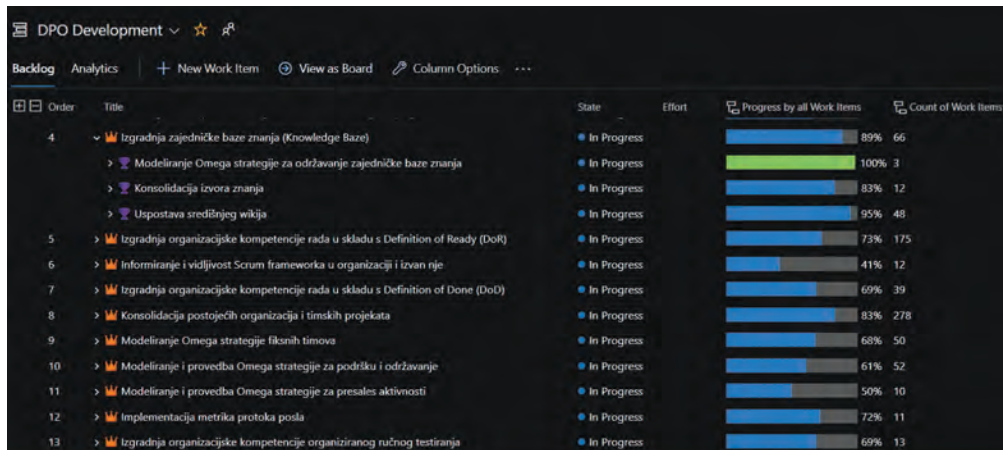 DPO Development
Backlog Analytics New Work Item View as Board Column Options ...
Order Title State Effort Progress by all Work Items Count of Work Items
4 Izgradnja zajedničke baze znanja (Knowledge Baze) In Progress 89% 66
Modeliranje Omega strategije za održavanje zajedničke baze znanja In Progress 100% 3
Konsolidacija izvora znanja In Progress 83% 12
Uspostava središnjeg wikija In Progress 95% 48
5 Izgradnja organizacijske kompetencije rada u skladu s Definition of Ready (DoR) In Progress 73% 175
6 Informiranje i vidljivost Scrum frameworka u organizaciji i izvan nje In Progress 41% 12
7 Izgradnja organizacijske kompetencije rada u skladu s Definition of Done (DoD) In Progress 69% 39
8 Konsolidacija postojećih organizacija i timskih projekata In Progress 83% 278
9 Modeliranje Omega strategije fiksnih timova In Progress 68% 50
10 Modeliranje i provedba Omega strategije za podršku i održavanje In Progress 61% 52
11 Modeliranje i provedba Omega strategije za presales aktivnosti In Progress 50% 10
12 Implementacija metrika protoka posla In Progress 72% 11
13 Izgradnja organizacijske kompetencije organiziranog ručnog testiranja In Progress 69% 13